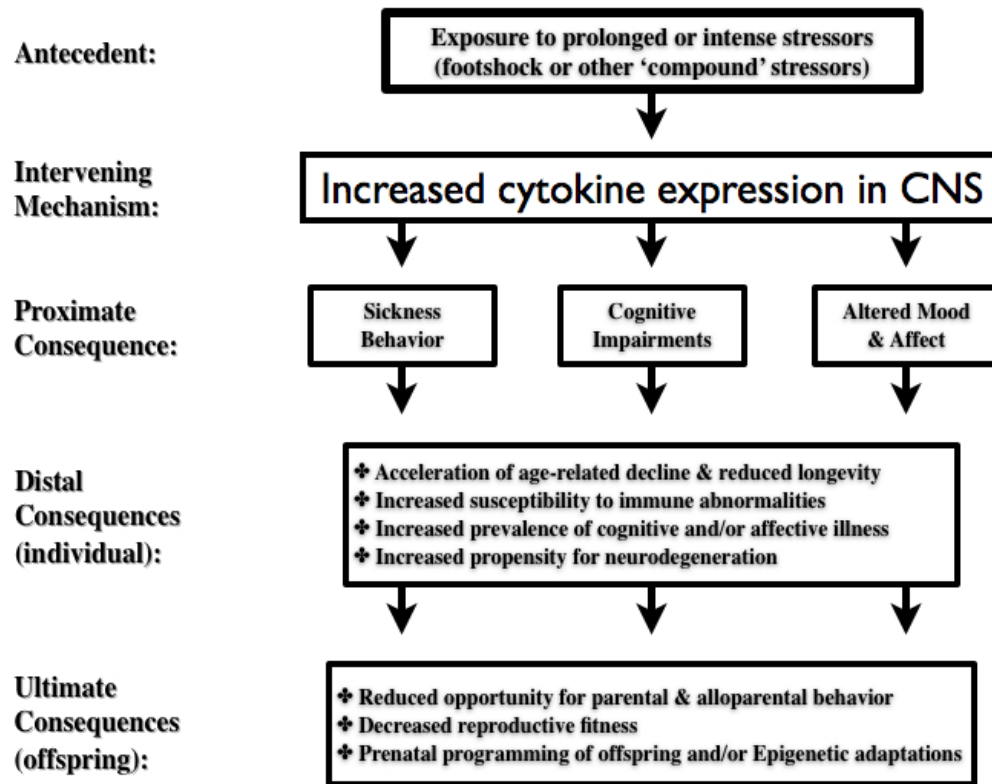 Antecedent:
Exposure to prolonged or intense stressors
(footshock or other ‘compound’ stressors)
Intervening
Mechanism:
Increased cytokine expression in CNS
Proximate
Consequence:
Sickness
Behavior
Cognitive
Impairments
Altered Mood
& Affect
Distal
Consequences
(individual):
✤ Acceleration of age-related decline & reduced longevity
✤ Increased susceptibility to immune abnormalities
✤ Increased prevalence of cognitive and/or affective illness
✤ Increased propensity for neurodegeneration
Ultimate
Consequences
(offspring):
✤ Reduced opportunity for parental & alloparental behavior
✤ Decreased reproductive fitness
✤ Prenatal programming of offspring and/or Epigenetic adaptations